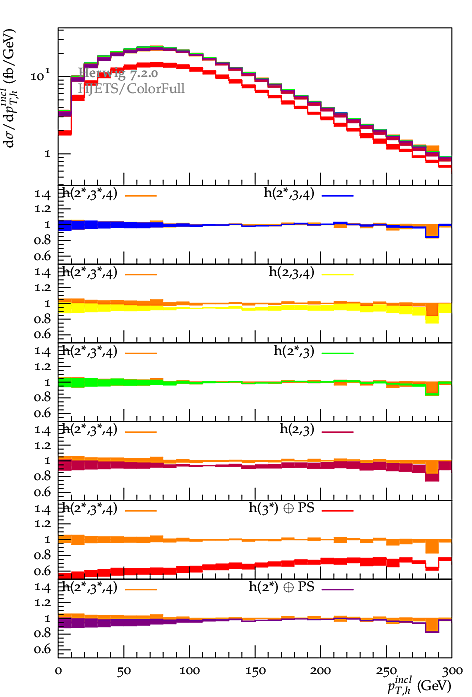 dσ/dp_{T,h}^{incl} (fb/GeV)
10¹
1
Herwig 7.2.0
HJETS/ColorFull
h(2*,3*,4) h(2*,3,4)
1.4
1.2
1
0.8
0.6
h(2*,3*,4) h(2,3,4)
1.4
1.2
1
0.8
0.6
h(2*,3*,4) h(2*,3)
1.4
1.2
1
0.8
0.6
h(2*,3*,4) h(2,3)
1.4
1.2
1
0.8
0.6
h(2*,3*,4) h(3*) ⊕ PS
1.4
1.2
1
0.8
0.6
h(2*,3*,4) h(2*) ⊕ PS
1.4
1.2
1
0.8
0.6
0 50 100 150 200 250 300
p_{T,h}^{incl} (GeV)